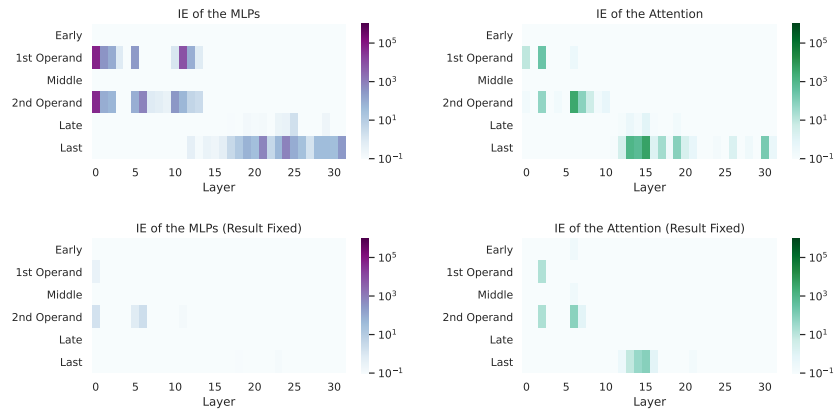 IE of the MLPs
Early
1st Operand
Middle
2nd Operand
Late
Last
0 5 10 15 20 25 30
Layer
10^5
10^3
10^1
10^−1
IE of the Attention
Early
1st Operand
Middle
2nd Operand
Late
Last
0 5 10 15 20 25 30
Layer
10^5
10^3
10^1
10^−1
IE of the MLPs (Result Fixed)
Early
1st Operand
Middle
2nd Operand
Late
Last
0 5 10 15 20 25 30
Layer
10^5
10^3
10^1
10^−1
IE of the Attention (Result Fixed)
Early
1st Operand
Middle
2nd Operand
Late
Last
0 5 10 15 20 25 30
Layer
10^5
10^3
10^1
10^−1